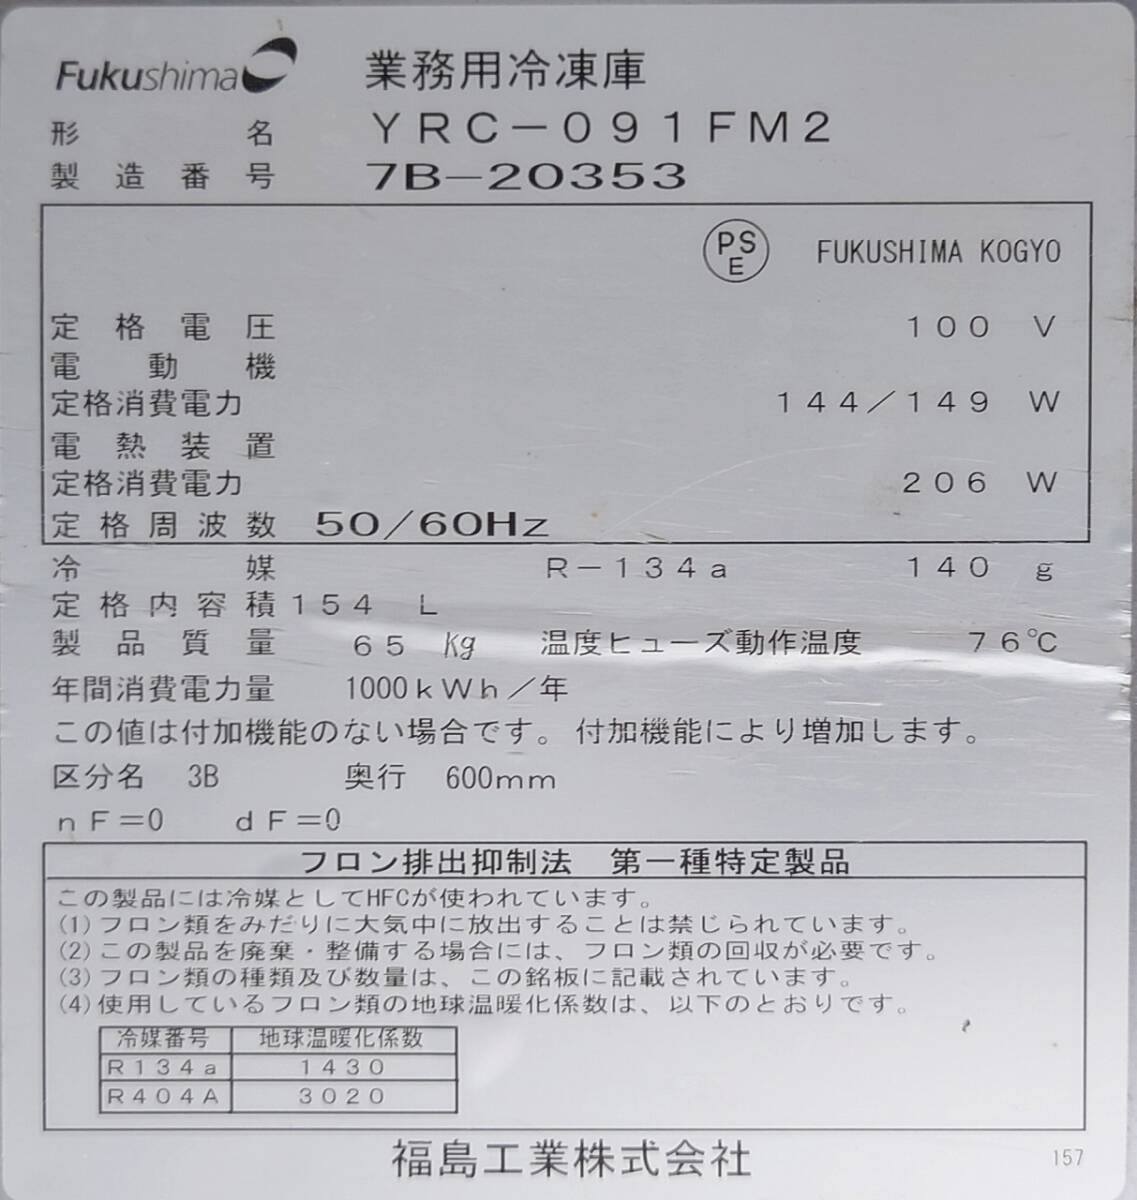 Fukushima 業務用冷凍庫
形名 YRC-091FM2
製造番号 7B-20353
PS E FUKUSHIMA KOGYO
定格電圧 100 V
電動機
定格消費電力 144/149 W
電熱装置
定格消費電力 206 W
定格周波数 50/60Hz
冷媒 R-134a 140 g
定格内容積 154 L
製品質量 65 Kg 温度ヒューズ動作温度 76℃
年間消費電力量 1000kWh/年
この値は付加機能のない場合です。付加機能により増加します。
区分名 3B 奥行 600mm
nF=0 dF=0
フロン排出抑制法 第一種特定製品
この製品には冷媒としてHFCが使われています。
(1)フロン類をみだりに大気中に放出することは禁じられています。
(2)この製品を廃棄・整備する場合には、フロン類の回収が必要です。
(3)フロン類の種類及び数量は、この銘板に記載されています。
(4)使用しているフロン類の地球温暖化係数は、以下のとおりです。
冷媒番号 地球温暖化係数
R134a 1430
R404A 3020
福島工業株式会社 157